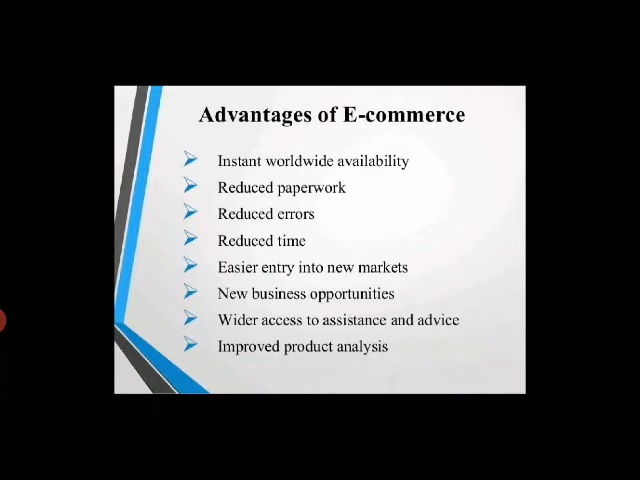 Advantages of E-commerce
Instant worldwide availability
Reduced paperwork
Reduced errors
Reduced time
Easier entry into new markets
New business opportunities
Wider access to assistance and advice
Improved product analysis